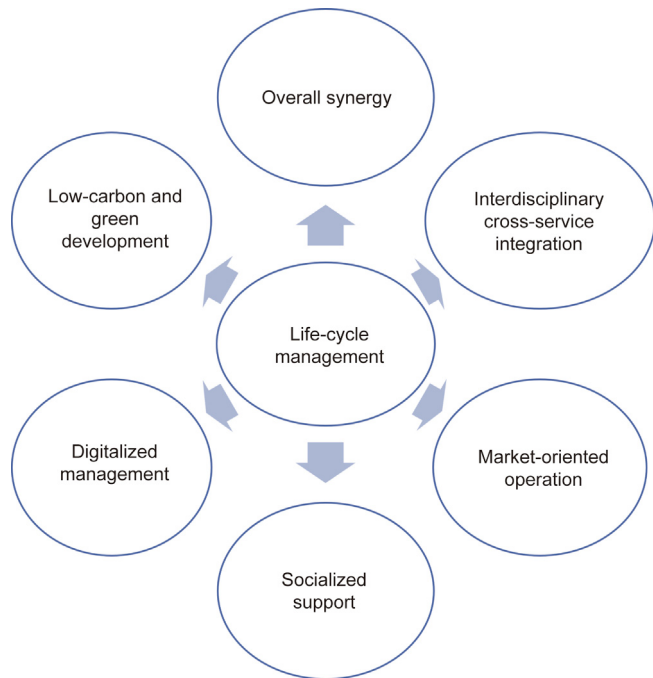 Overall synergy
Low-carbon and
green
development
Interdisciplinary
cross-service
integration
Life-cycle
management
Digitalized
management
Market-oriented
operation
Socialized
support